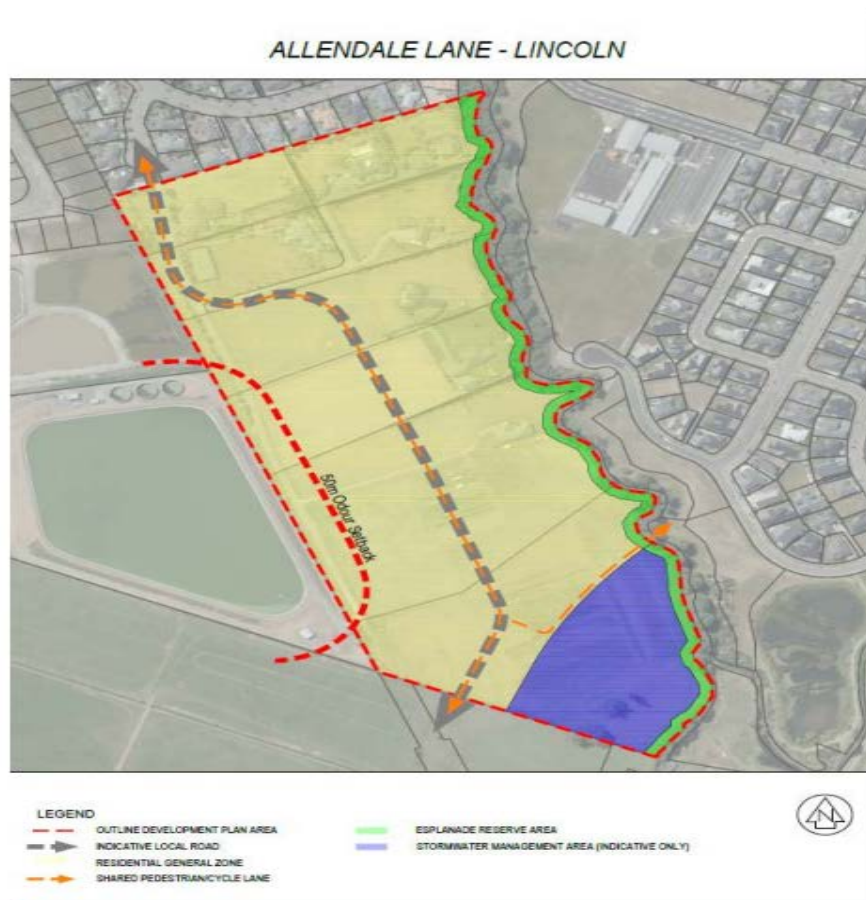 ALLENDALE LANE - LINCOLN
50m Odour Setback
LEGEND
OUTLINE DEVELOPMENT PLAN AREA
INDICATIVE LOCAL ROAD
RESIDENTIAL GENERAL ZONE
SHARED PEDESTRIAN/CYCLE LANE
ESPLANADE RESERVE AREA
STORMWATER MANAGEMENT AREA (INDICATIVE ONLY)
N